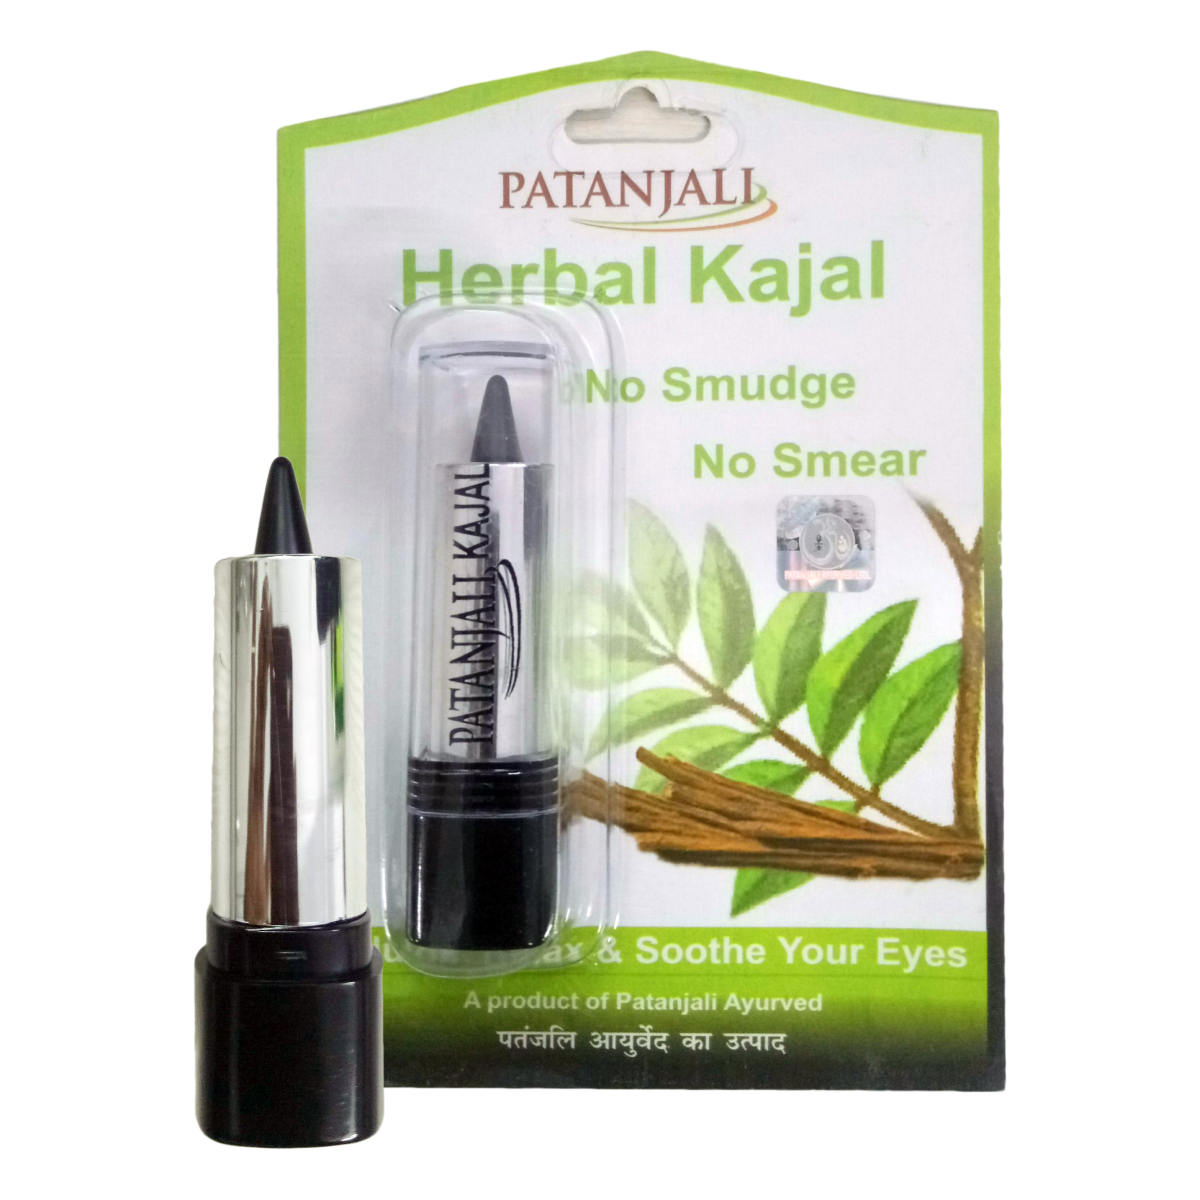 PATANJALI
Herbal Kajal
No Smudge
No Smear
PATANJALI KAJAL
& Soothe Your Eyes
A product of Patanjali Ayurved
पतंजलि आयुर्वेद का उत्पाद